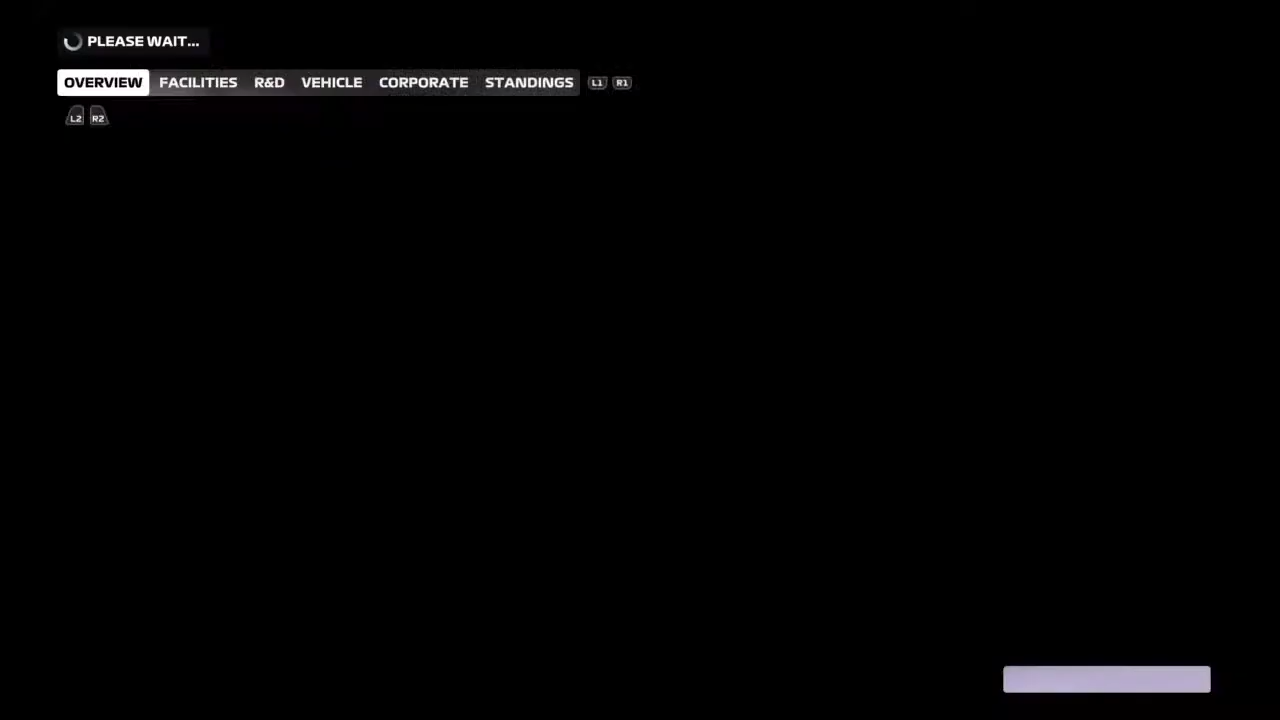 PLEASE WAIT...
OVERVIEW FACILITIES R&D VEHICLE CORPORATE STANDINGS L1 R1
L2 R2